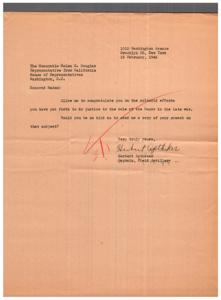 1012 Washington Avenue
Brooklyn 25, New York
18 February, 1946
The Honorable Helen G. Douglas
Representative from California
House of Representatives
Washington, D.C.
Honored Madam:
Allow me to congratulate you on the splendid efforts
you have put forth to do justice to the role of the Negro in the late war.
Would you be so kind as to send me a copy of your speech on
that subject?
Very truly yours,
Herbert Aptheker
Herbert Aptheker
Captain, Field Artillery